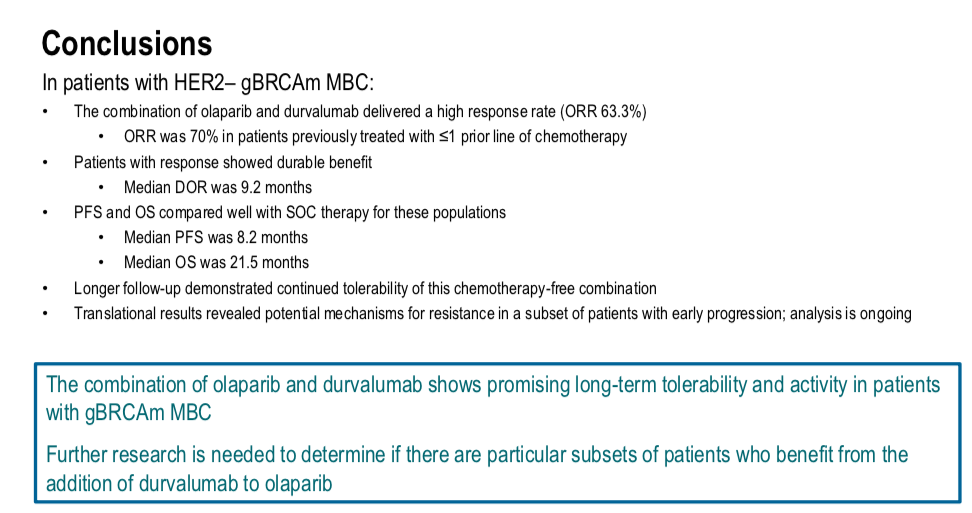 Conclusions
In patients with HER2– gBRCAm MBC:
• The combination of olaparib and durvalumab delivered a high response rate (ORR 63.3%)
• ORR was 70% in patients previously treated with ≤1 prior line of chemotherapy
• Patients with response showed durable benefit
• Median DOR was 9.2 months
• PFS and OS compared well with SOC therapy for these populations
• Median PFS was 8.2 months
• Median OS was 21.5 months
• Longer follow-up demonstrated continued tolerability of this chemotherapy-free combination
• Translational results revealed potential mechanisms for resistance in a subset of patients with early progression; analysis is ongoing
The combination of olaparib and durvalumab shows promising long-term tolerability and activity in patients
with gBRCAm MBC
Further research is needed to determine if there are particular subsets of patients who benefit from the
addition of durvalumab to olaparib